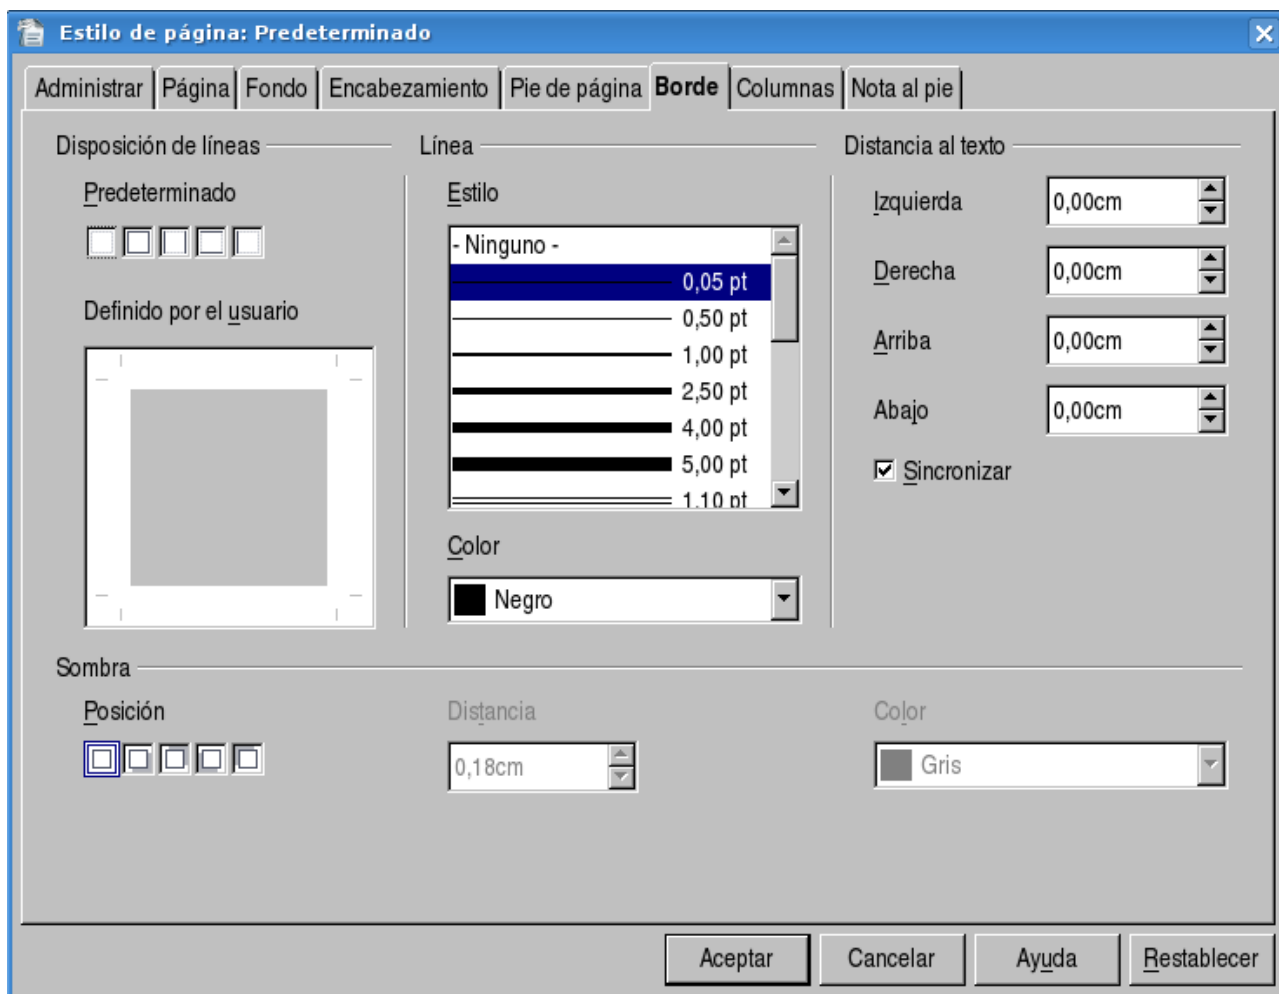 Estilo de página: Predeterminado
Administrar Página Fondo Encabezamiento Pie de página Borde Columnas Nota al pie
Disposición de líneas
Predeterminado
Definido por el usuario
Línea
Estilo
- Ninguno -
0,05 pt
0,50 pt
1,00 pt
2,50 pt
4,00 pt
5,00 pt
1,10 pt
Color
Negro
Distancia al texto
Izquierda 0,00cm
Derecha 0,00cm
Arriba 0,00cm
Abajo 0,00cm
Sincronizar
Sombra
Posición
Distancia
0,18cm
Color
Gris
Aceptar Cancelar Ayuda Restablecer